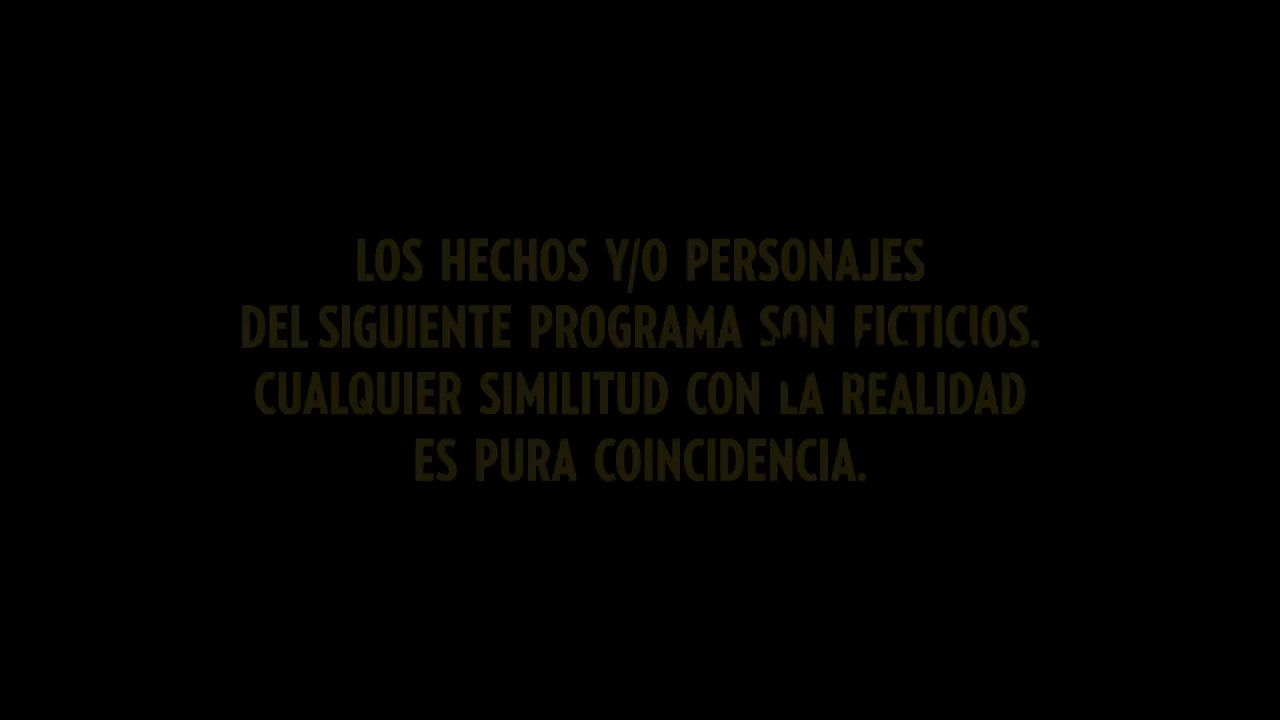 LOS HECHOS Y/O PERSONAJES
DEL SIGUIENTE PROGRAMA SON FICTICIOS.
CUALQUIER SIMILITUD CON LA REALIDAD
ES PURA COINCIDENCIA.